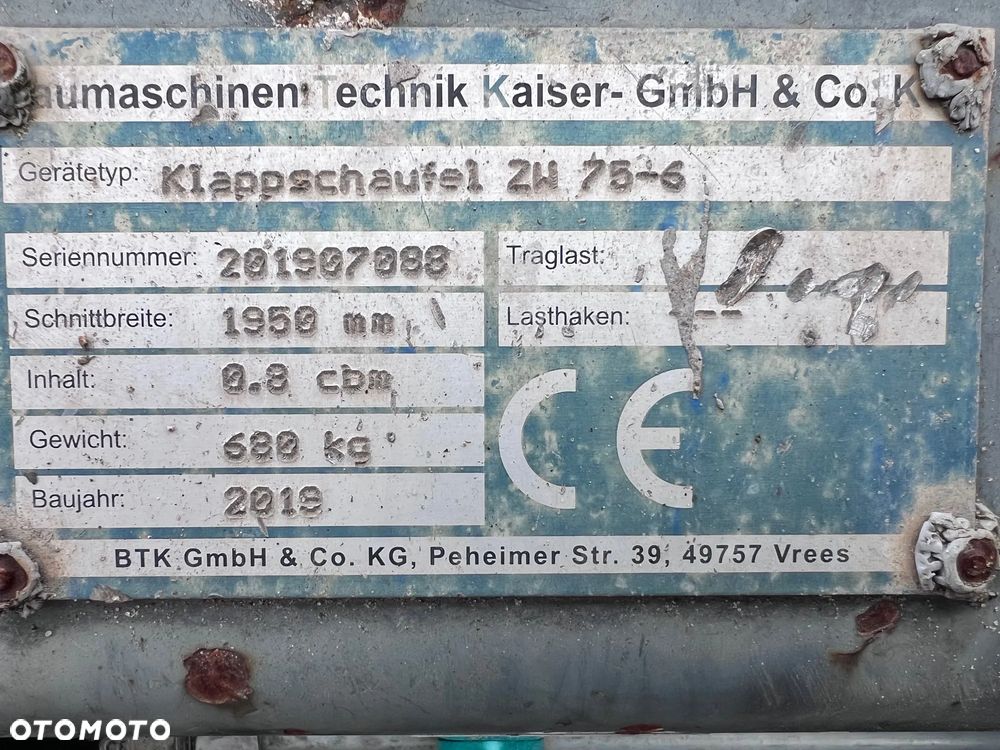 aumaschinen Technik Kaiser- GmbH & Co. K
Gerätetyp: Klappschaufel ZW 75-6
Seriennummer: 201907088
Traglast:
Schnittbreite: 1950 mm
Lasthaken: ---
Inhalt: 0.8 cbm
Gewicht: 680 kg
CE
Baujahr: 2019
BTK GmbH & Co. KG, Peheimer Str. 39, 49757 Vrees
OTOMOTO